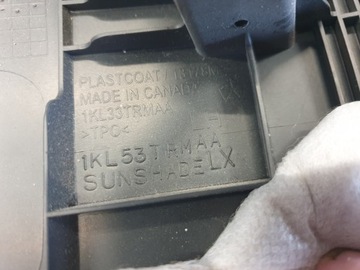 PLASTCOAT
MADE IN CANADA
1KL33TRMAA
>TPO<
1KL53TRMAA
SUNSHADE LX